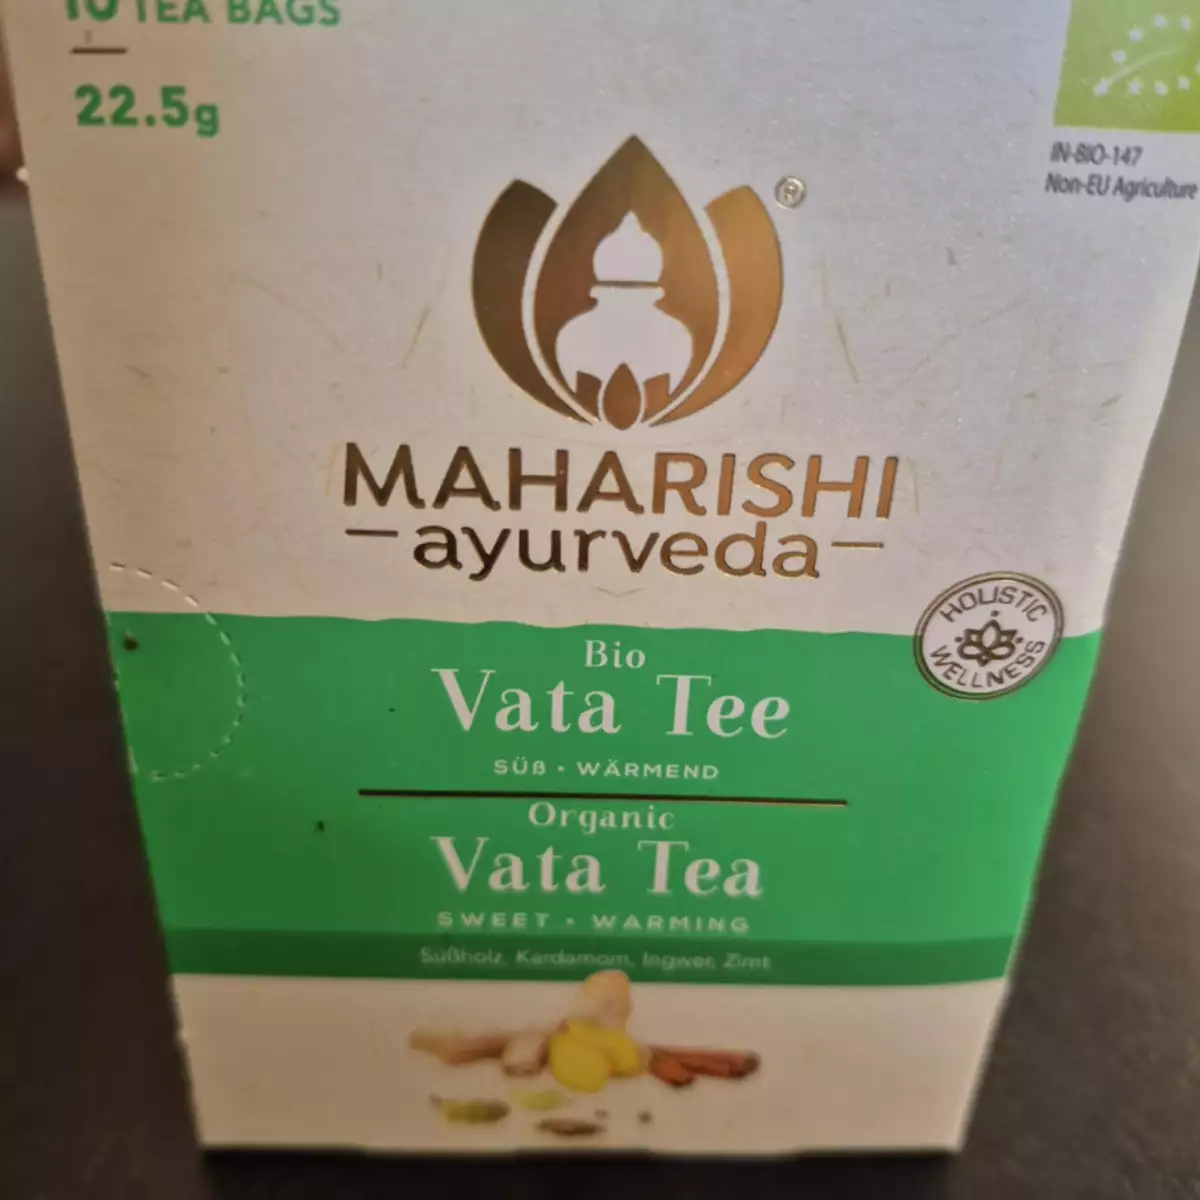 10 TEA BAGS
22.5g
IN-BIO-147
Non-EU Agriculture
®
MAHARISHI
ayurveda
HOLISTIC
WELLNESS
Bio
Vata Tee
SÜß • WÄRMEND
Organic
Vata Tea
SWEET • WARMING
Süßholz, Kardamom, Ingwer, Zimt